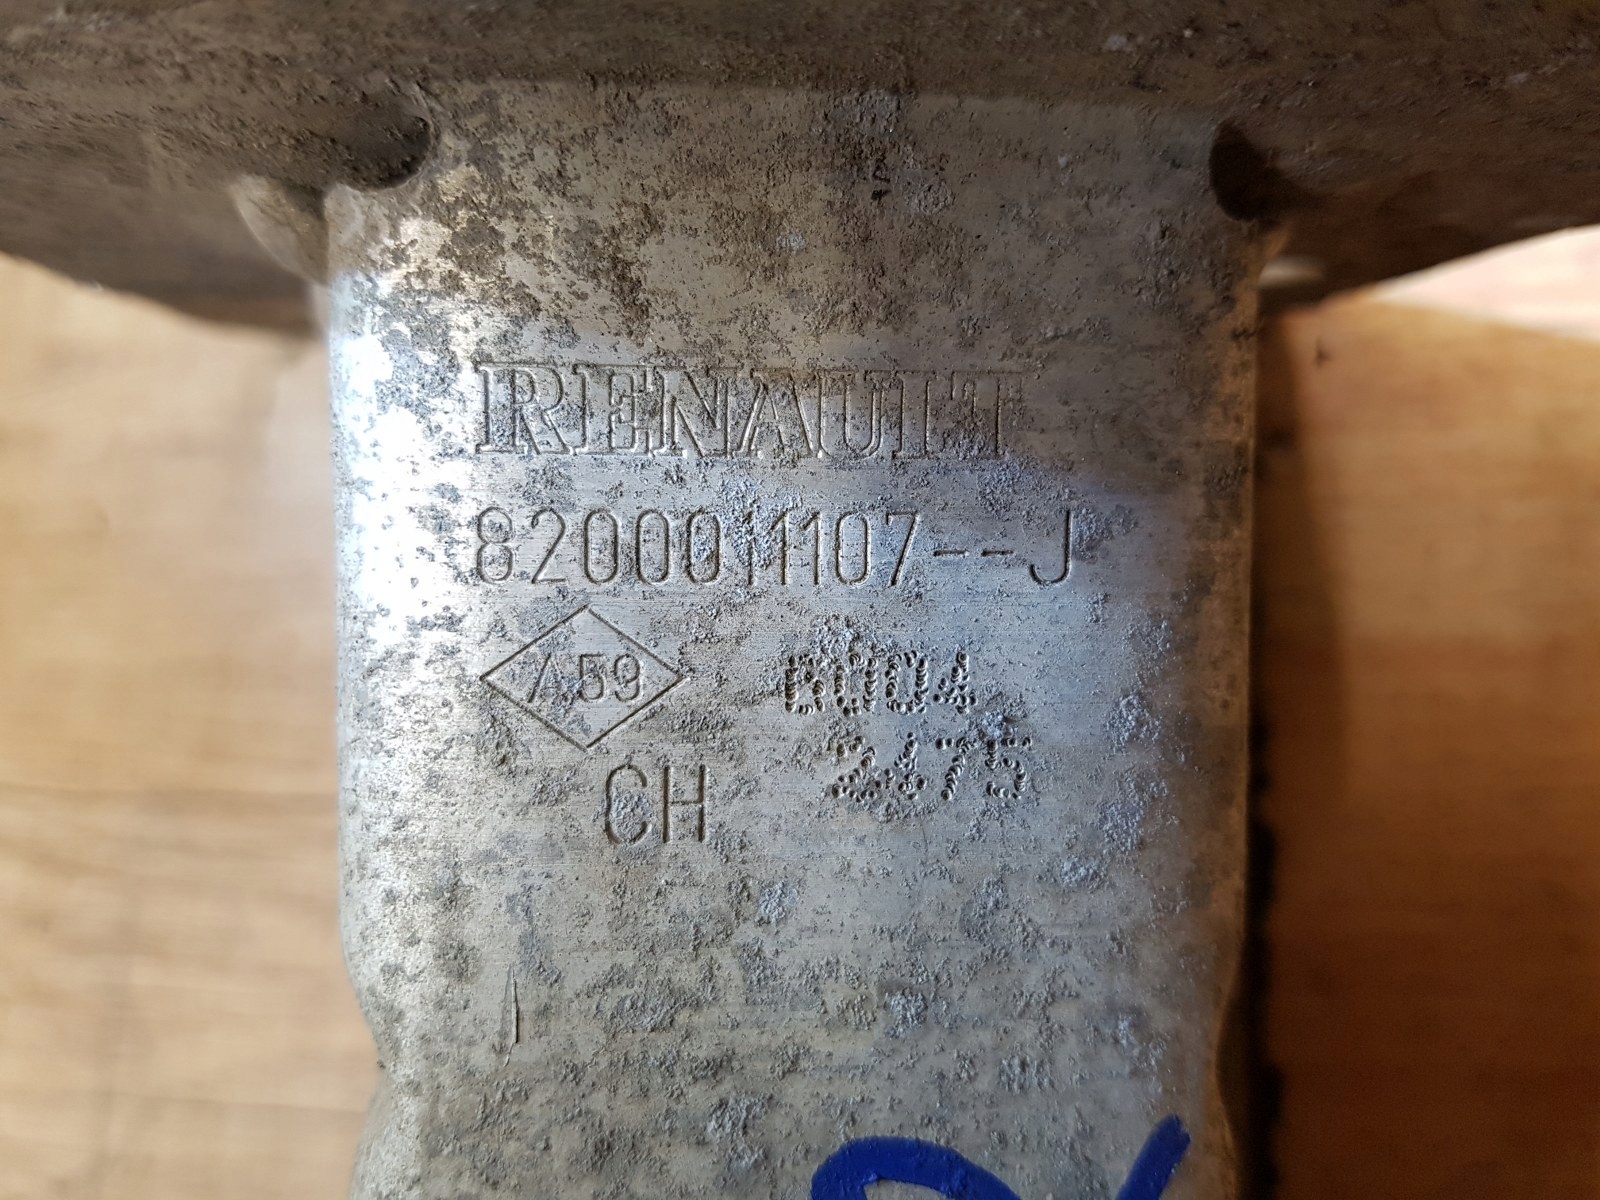 RENAULT
8200011107--J
A59
CH